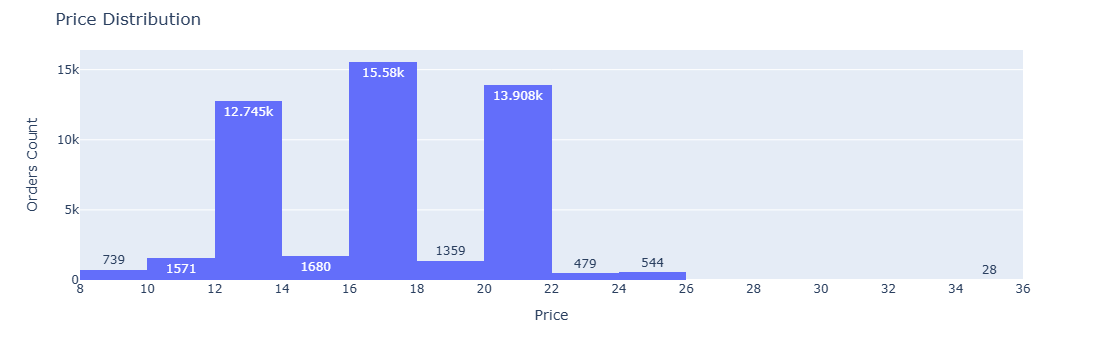 Price Distribution
Orders Count
15k
10k
5k
0
739
1571
12.745k
1680
15.58k
1359
13.908k
479
544
28
8 10 12 14 16 18 20 22 24 26 28 30 32 34 36
Price